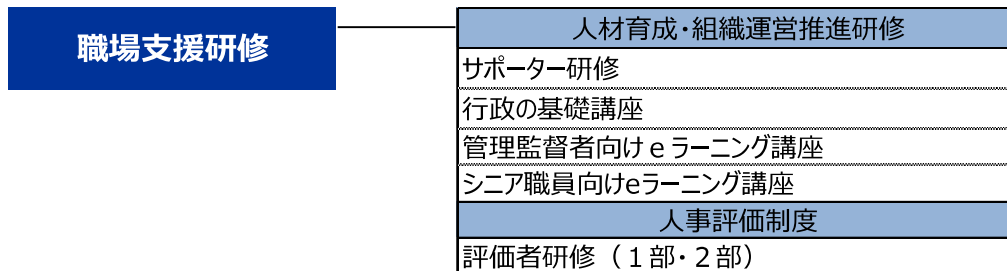 職場支援研修
人材育成・組織運営推進研修
サポーター研修
行政の基礎講座
管理監督者向けｅラーニング講座
シニア職員向けeラーニング講座
人事評価制度
評価者研修（１部・２部）